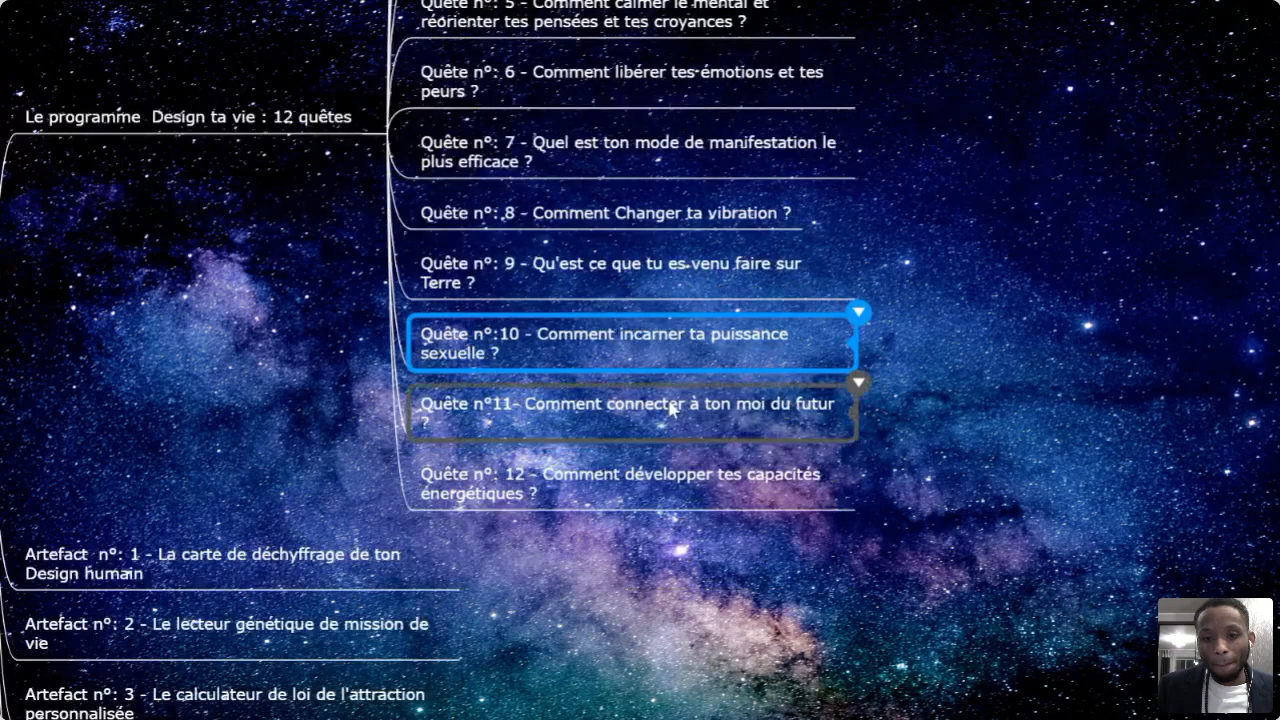 Quête n°: 5 - Comment calmer le mental et
réorienter tes pensées et tes croyances ?
Quête n°: 6 - Comment libérer tes émotions et tes
peurs ?
Le programme  Design ta vie : 12 quêtes
Quête n°: 7 - Quel est ton mode de manifestation le
plus efficace ?
Quête n°: 8 - Comment Changer ta vibration ?
Quête n°: 9 - Qu'est ce que tu es venu faire sur
Terre ?
Quête n°:10 - Comment incarner ta puissance
sexuelle ?
Quête n°11- Comment connecter à ton moi du futur
?
Quête n°: 12 - Comment développer tes capacités
énergétiques ?
Artefact  n°: 1 - La carte de déchyffrage de ton
Design humain
Artefact n°: 2 - Le lecteur génétique de mission de
vie
Artefact n°: 3 - Le calculateur de loi de l'attraction
personnalisée